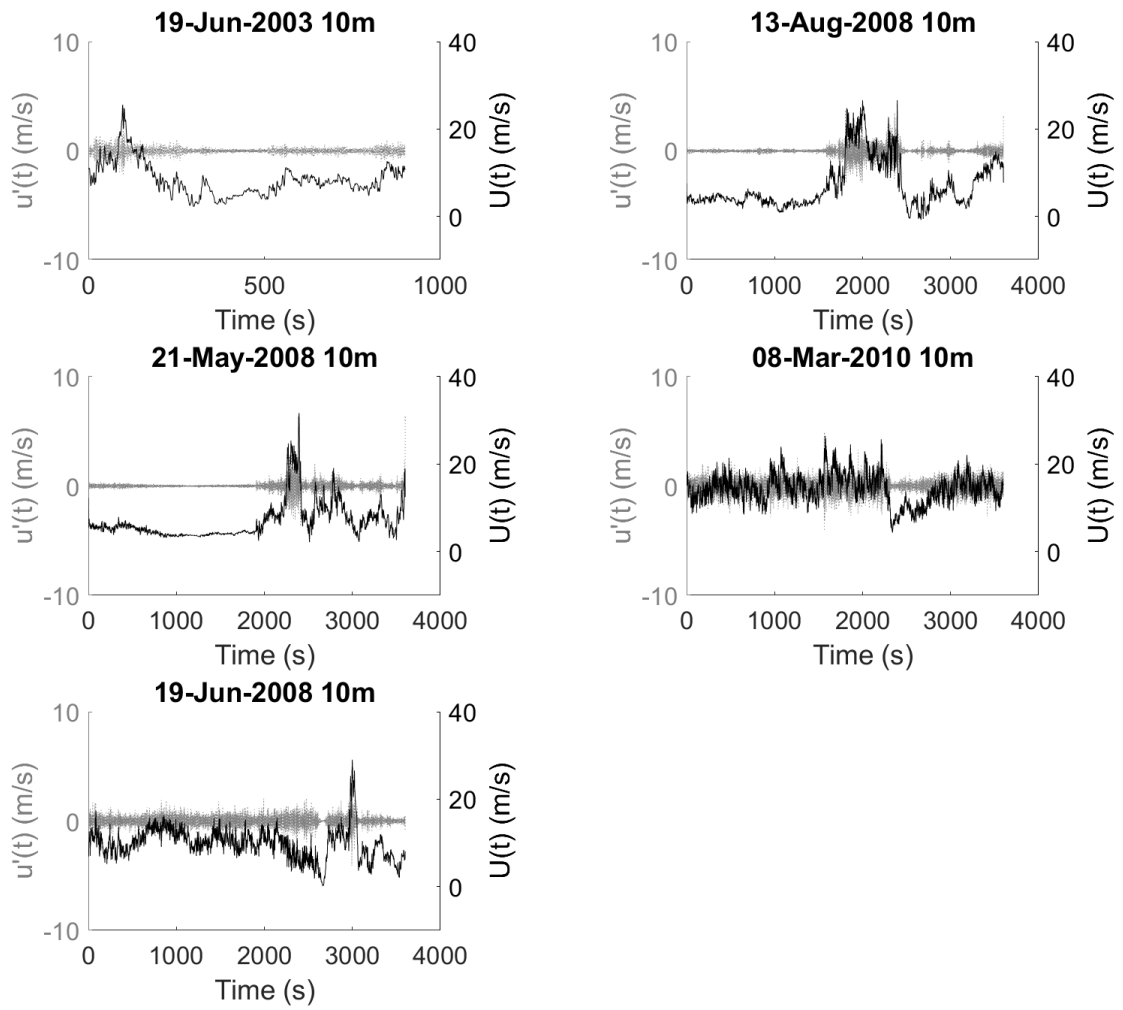 19-Jun-2003 10m
10
0
-10
u'(t) (m/s)
40
20
0
U(t) (m/s)
0 500 1000
Time (s)
13-Aug-2008 10m
10
0
-10
u'(t) (m/s)
40
20
0
U(t) (m/s)
0 1000 2000 3000 4000
Time (s)
21-May-2008 10m
10
0
-10
u'(t) (m/s)
40
20
0
U(t) (m/s)
0 1000 2000 3000 4000
Time (s)
08-Mar-2010 10m
10
0
-10
u'(t) (m/s)
40
20
0
U(t) (m/s)
0 1000 2000 3000 4000
Time (s)
19-Jun-2008 10m
10
0
-10
u'(t) (m/s)
40
20
0
U(t) (m/s)
0 1000 2000 3000 4000
Time (s)